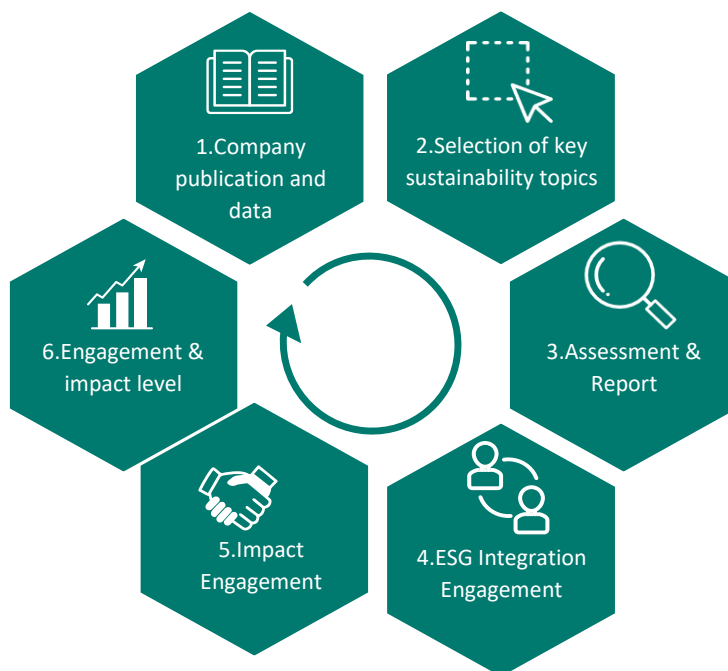 1.Company
publication and
data
2.Selection of key
sustainability topics
3.Assessment &
Report
4.ESG Integration
Engagement
5.Impact
Engagement
6.Engagement &
impact level